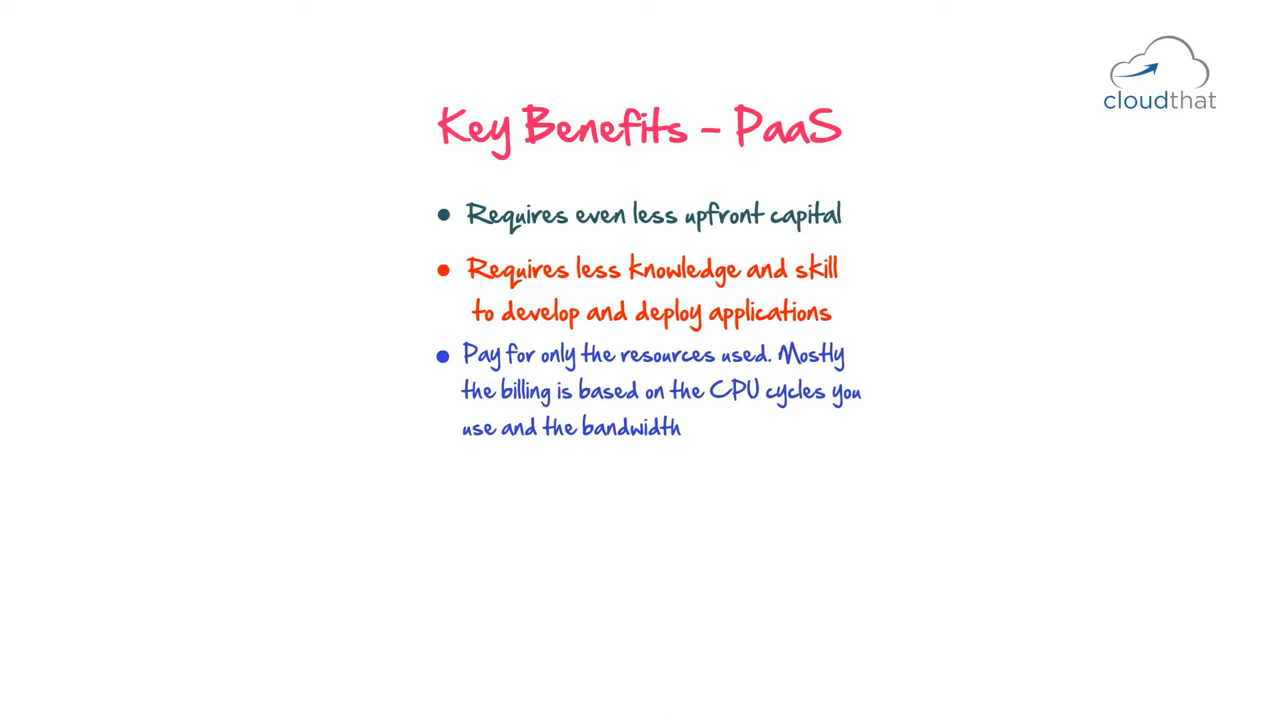 cloudthat
Key Benefits - PaaS
• Requires even less upfront capital
• Requires less knowledge and skill
to develop and deploy applications
• Pay for only the resources used. Mostly
the billing is based on the CPU cycles you
use and the bandwidth